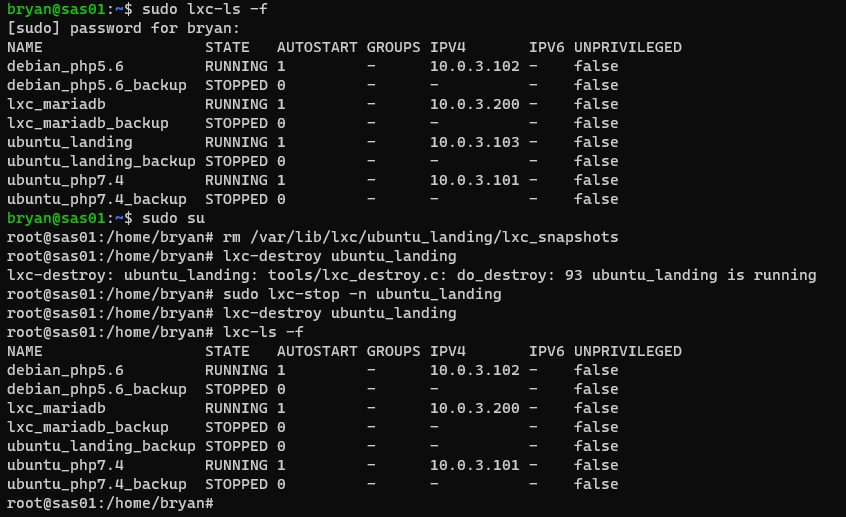 bryan@sas01:~$ sudo lxc-ls -f
[sudo] password for bryan:
NAME                  STATE   AUTOSTART GROUPS IPV4       IPV6 UNPRIVILEGED
debian_php5.6         RUNNING 1         -      10.0.3.102 -    false
debian_php5.6_backup  STOPPED 0         -      -          -    false
lxc_mariadb           RUNNING 1         -      10.0.3.200 -    false
lxc_mariadb_backup    STOPPED 0         -      -          -    false
ubuntu_landing        RUNNING 1         -      10.0.3.103 -    false
ubuntu_landing_backup STOPPED 0         -      -          -    false
ubuntu_php7.4         RUNNING 1         -      10.0.3.101 -    false
ubuntu_php7.4_backup  STOPPED 0         -      -          -    false
bryan@sas01:~$ sudo su
root@sas01:/home/bryan# rm /var/lib/lxc/ubuntu_landing/lxc_snapshots
root@sas01:/home/bryan# lxc-destroy ubuntu_landing
lxc-destroy: ubuntu_landing: tools/lxc_destroy.c: do_destroy: 93 ubuntu_landing is running
root@sas01:/home/bryan# sudo lxc-stop -n ubuntu_landing
root@sas01:/home/bryan# lxc-destroy ubuntu_landing
root@sas01:/home/bryan# lxc-ls -f
NAME                  STATE   AUTOSTART GROUPS IPV4       IPV6 UNPRIVILEGED
debian_php5.6         RUNNING 1         -      10.0.3.102 -    false
debian_php5.6_backup  STOPPED 0         -      -          -    false
lxc_mariadb           RUNNING 1         -      10.0.3.200 -    false
lxc_mariadb_backup    STOPPED 0         -      -          -    false
ubuntu_landing_backup STOPPED 0         -      -          -    false
ubuntu_php7.4         RUNNING 1         -      10.0.3.101 -    false
ubuntu_php7.4_backup  STOPPED 0         -      -          -    false
root@sas01:/home/bryan#